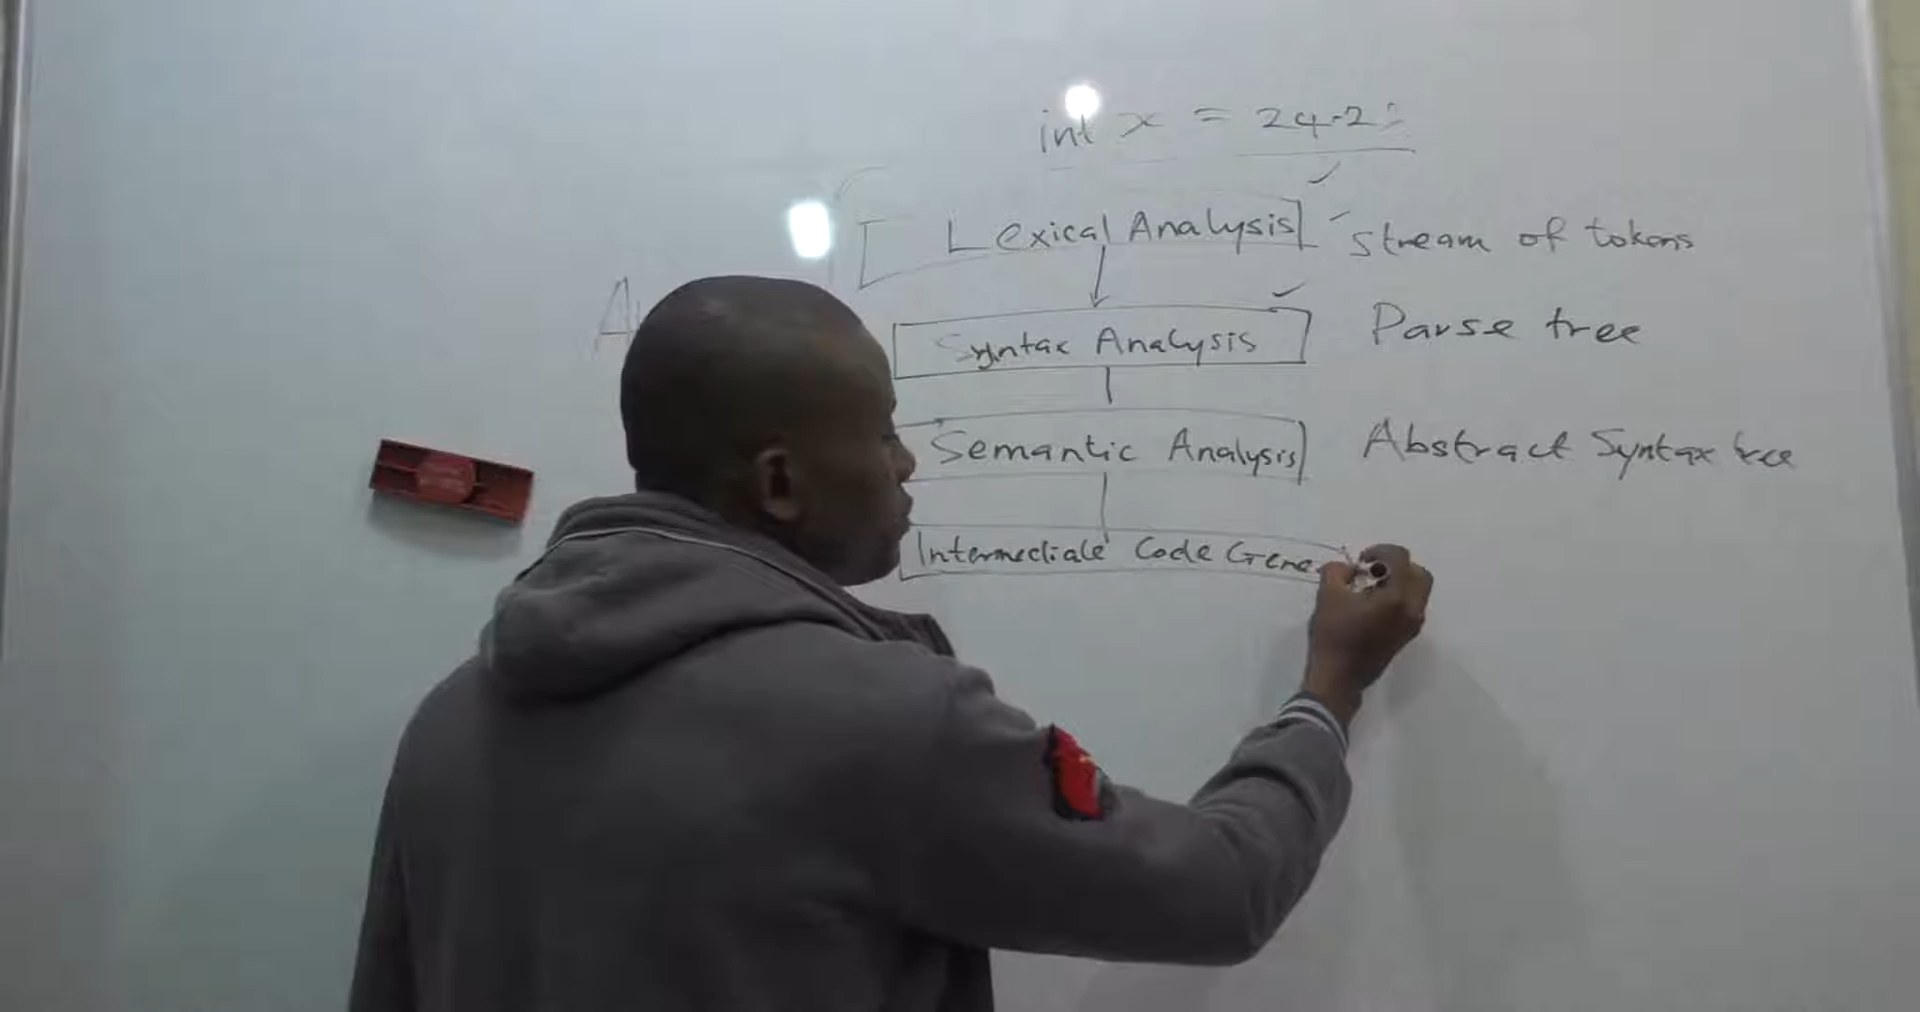 int x = 24.2;
Lexical Analysis stream of tokens
Syntax Analysis Parse tree
Semantic Analysis Abstract Syntax tree
Intermediate Code Gene